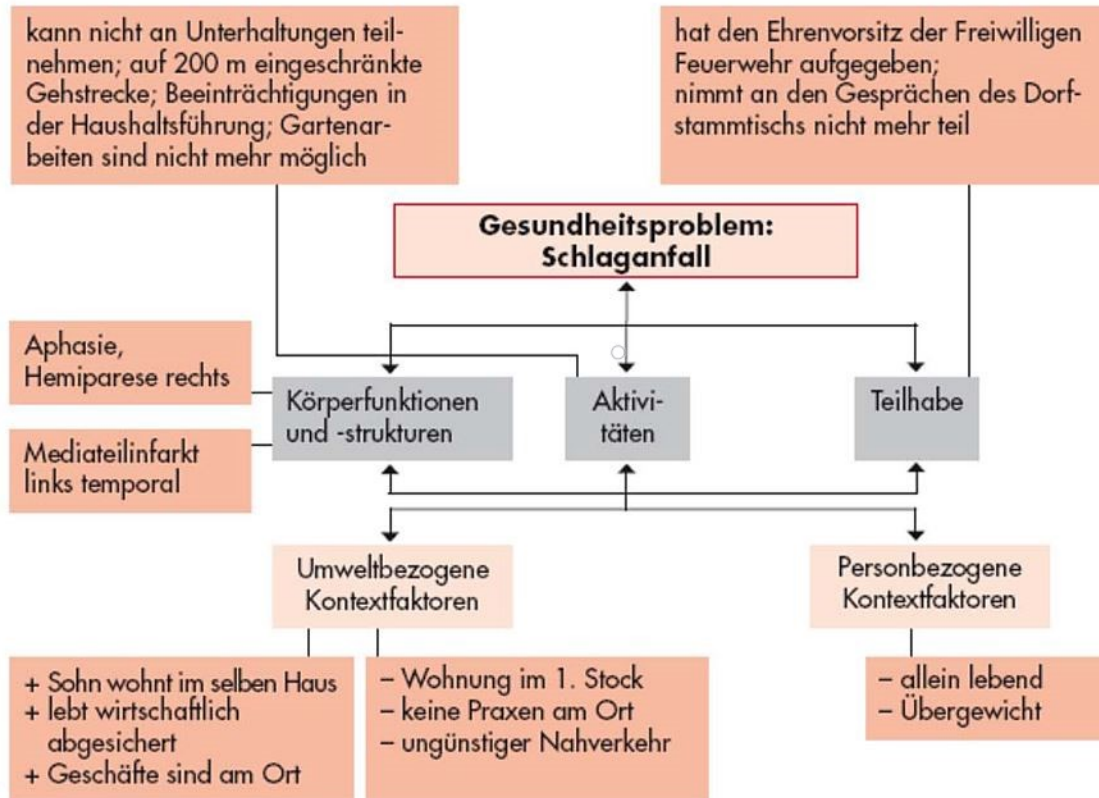 kann nicht an Unterhaltungen teil-
nehmen; auf 200 m eingeschränkte
Gehstrecke; Beeinträchtigungen in
der Haushaltsführung; Gartenar-
beiten sind nicht mehr möglich
hat den Ehrenvorsitz der Freiwilligen
Feuerwehr aufgegeben;
nimmt an den Gesprächen des Dorf-
stammtischs nicht mehr teil
Gesundheitsproblem:
Schlaganfall
Aphasie,
Hemiparese rechts
Mediateilinfarkt
links temporal
Körperfunktionen
und -strukturen
Aktivi-
täten
Teilhabe
Umweltbezogene
Kontextfaktoren
Personbezogene
Kontextfaktoren
+ Sohn wohnt im selben Haus
+ lebt wirtschaftlich
abgesichert
+ Geschäfte sind am Ort
– Wohnung im 1. Stock
– keine Praxen am Ort
– ungünstiger Nahverkehr
– allein lebend
– Übergewicht